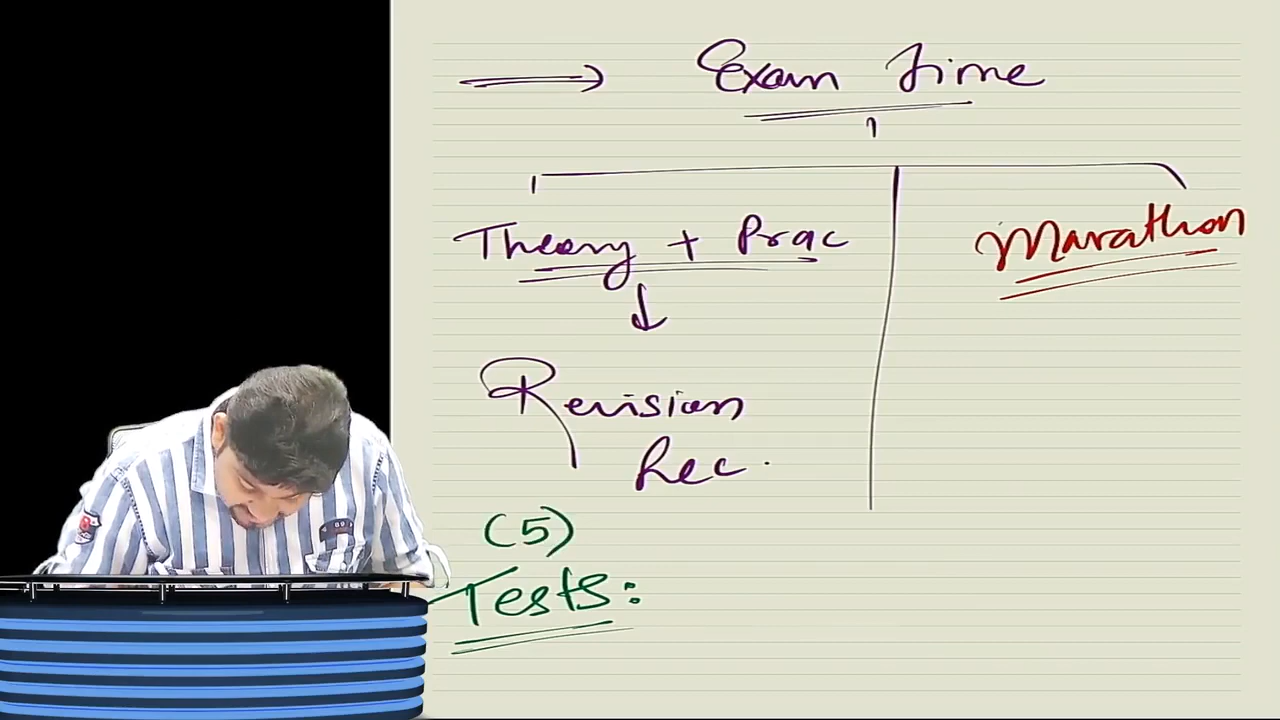 Exam Time
Theory + Prac
Marathon
Revision
Rec.
(5)
Tests: